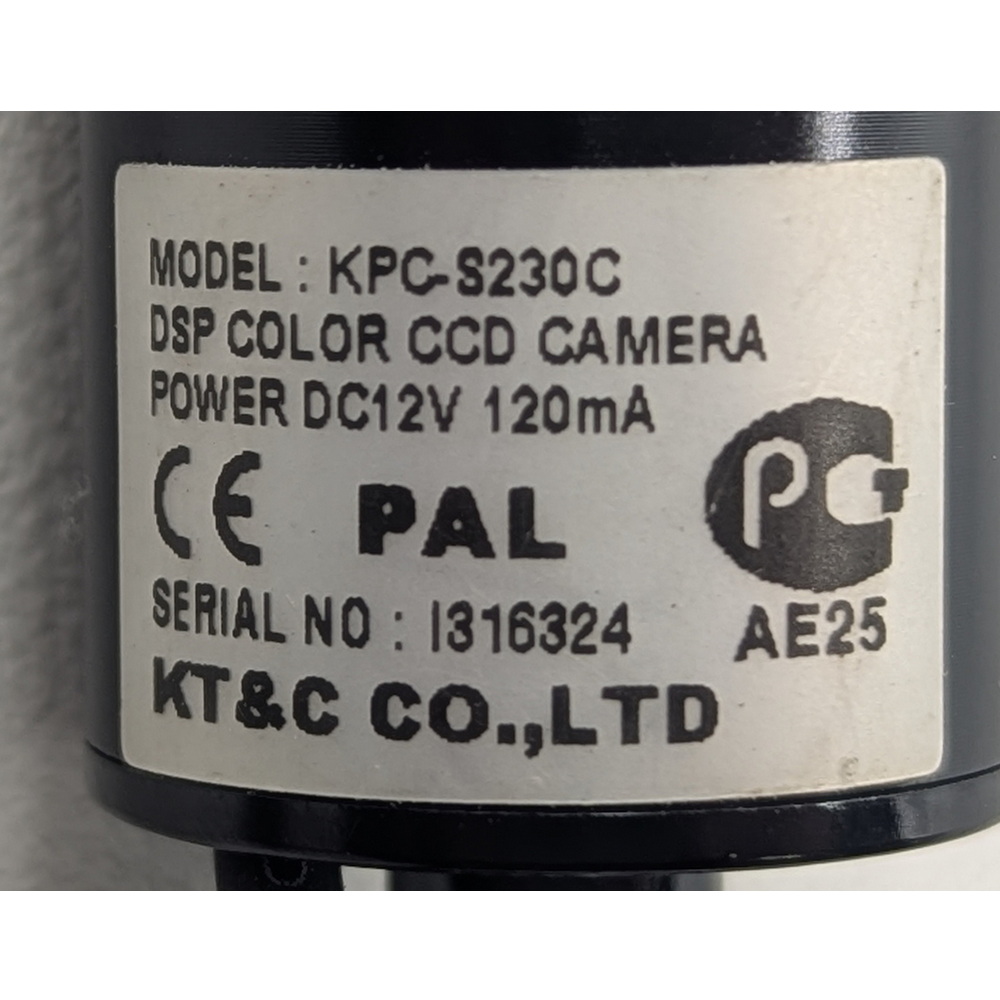 MODEL : KPC-S230C
DSP COLOR CCD CAMERA
POWER DC12V 120mA
CE PAL PCT
SERIAL NO : I316324 AE25
KT&C CO.,LTD